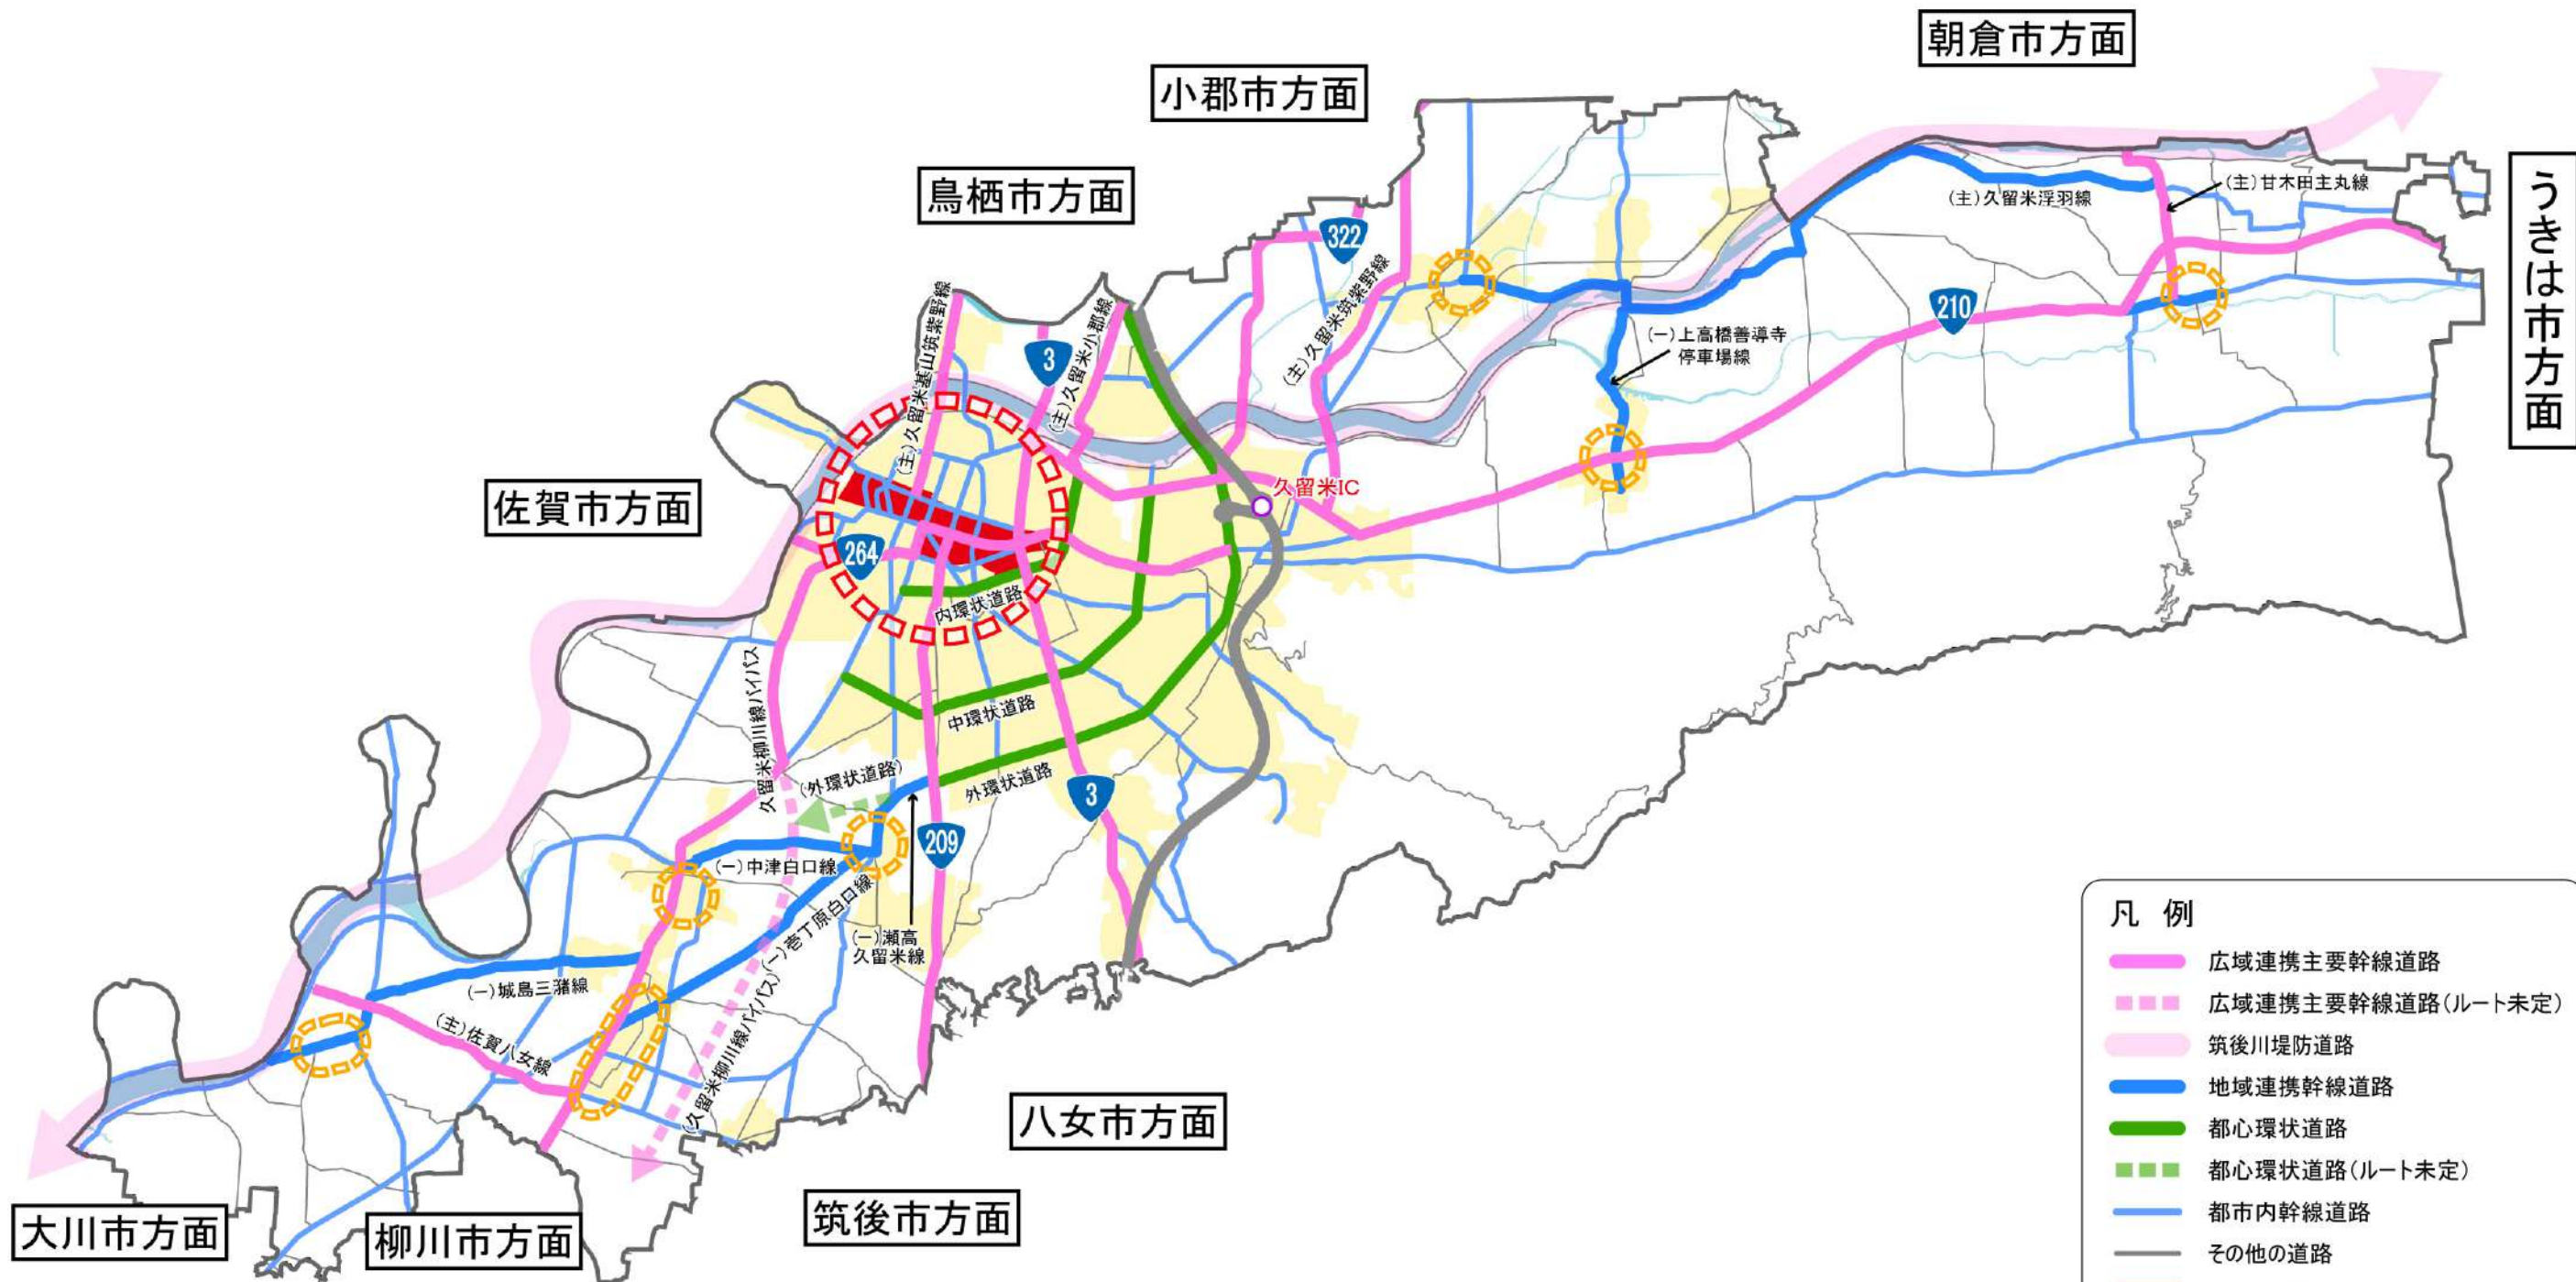 朝倉市方面
小郡市方面
鳥栖市方面
うきは市方面
佐賀市方面
(主)甘木田主丸線
(主)久留米浮羽線
322
210
3
(主)久留米基山筑紫野線
(主)久留米小郡線
(主)久留米筑紫野線
(一)上高橋善導寺
停車場線
久留米IC
264
内環状道路
中環状道路
久留米柳川線バイパス
(外環状道路)
外環状道路
3
209
(一)中津白口線
(一)壱丁原白口線
(一)瀬高
久留米線
(一)城島三潴線
(主)佐賀八女線
(久留米柳川線バイパス)
八女市方面
筑後市方面
大川市方面
柳川市方面
凡 例
広域連携主要幹線道路
広域連携主要幹線道路(ルート未定)
筑後川堤防道路
地域連携幹線道路
都心環状道路
都心環状道路(ルート未定)
都市内幹線道路
その他の道路